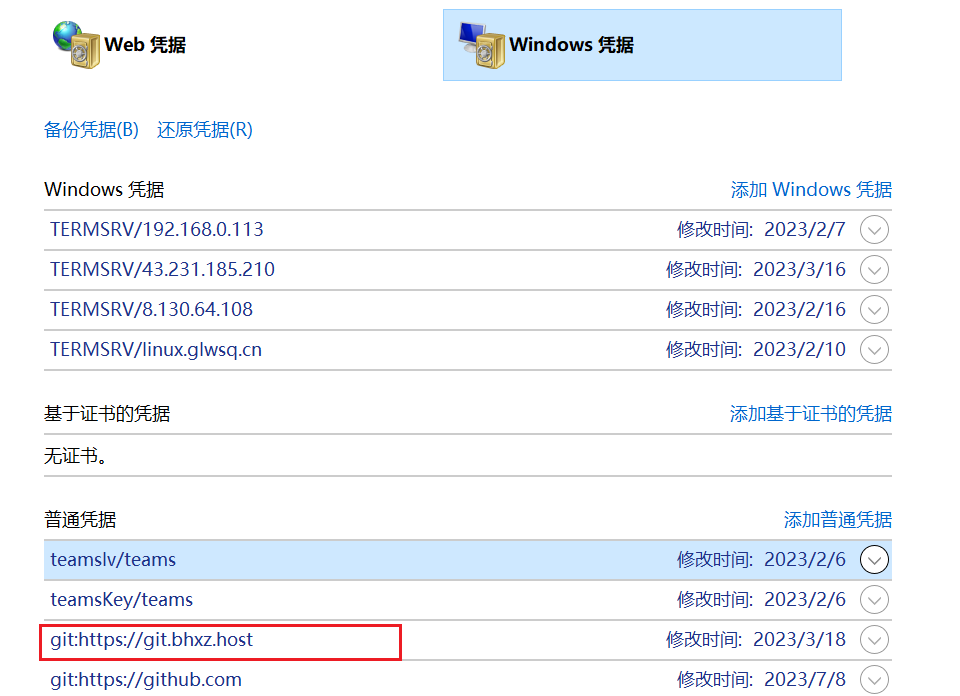 Web 凭据 Windows 凭据
备份凭据(B) 还原凭据(R)
Windows 凭据 添加 Windows 凭据
TERMSRV/192.168.0.113 修改时间: 2023/2/7
TERMSRV/43.231.185.210 修改时间: 2023/3/16
TERMSRV/8.130.64.108 修改时间: 2023/2/16
TERMSRV/linux.glwsq.cn 修改时间: 2023/2/10
基于证书的凭据 添加基于证书的凭据
无证书。
普通凭据 添加普通凭据
teamslv/teams 修改时间: 2023/2/6
teamsKey/teams 修改时间: 2023/2/6
git:https://git.bhxz.host 修改时间: 2023/3/18
git:https://github.com 修改时间: 2023/7/8